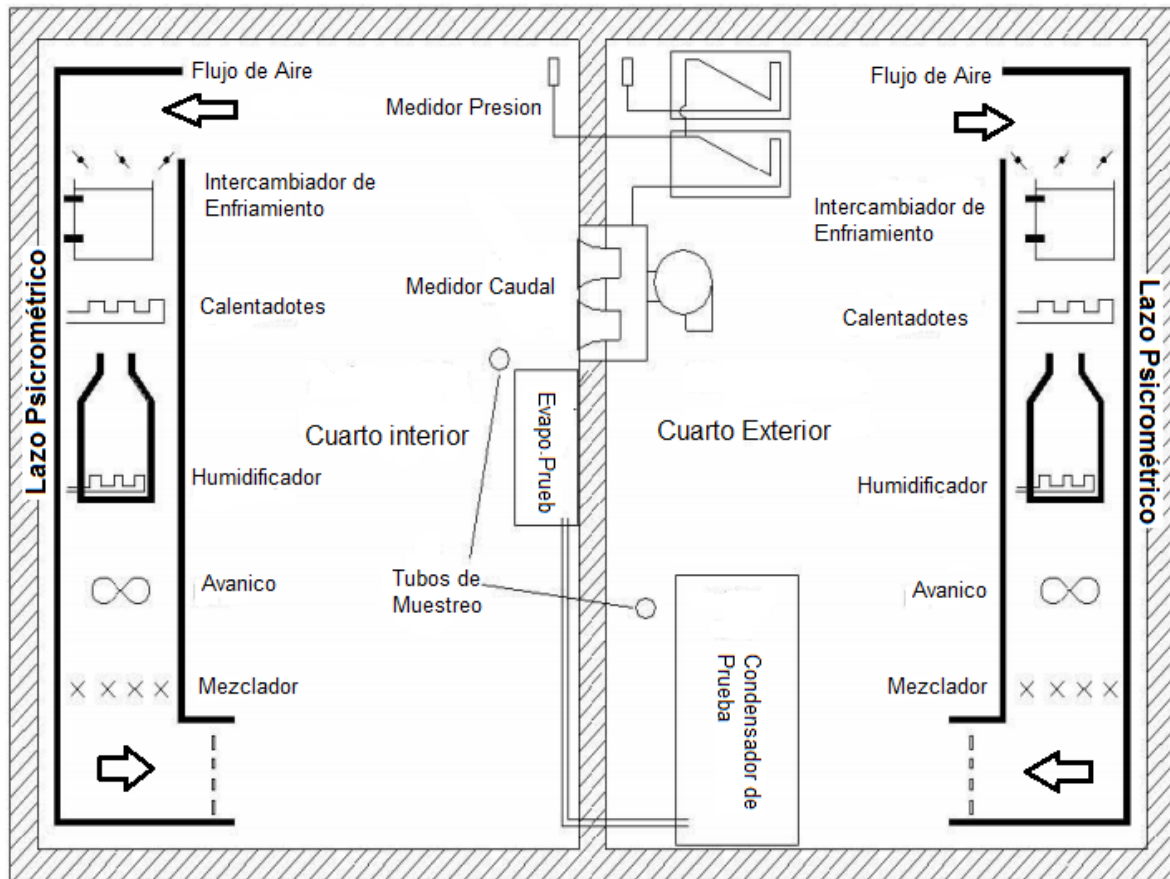 Flujo de Aire
Medidor Presion
Flujo de Aire
Intercambiador de
Enfriamiento
Intercambiador de
Enfriamiento
Lazo Psicrométrico
Medidor Caudal
Calentadotes
Calentadotes
Lazo Psicrométrico
Evapo-Prueb
Cuarto interior
Cuarto Exterior
Humidificador
Humidificador
Avanico
Tubos de
Muestreo
Avanico
Mezclador
Condensador de
Prueba
Mezclador